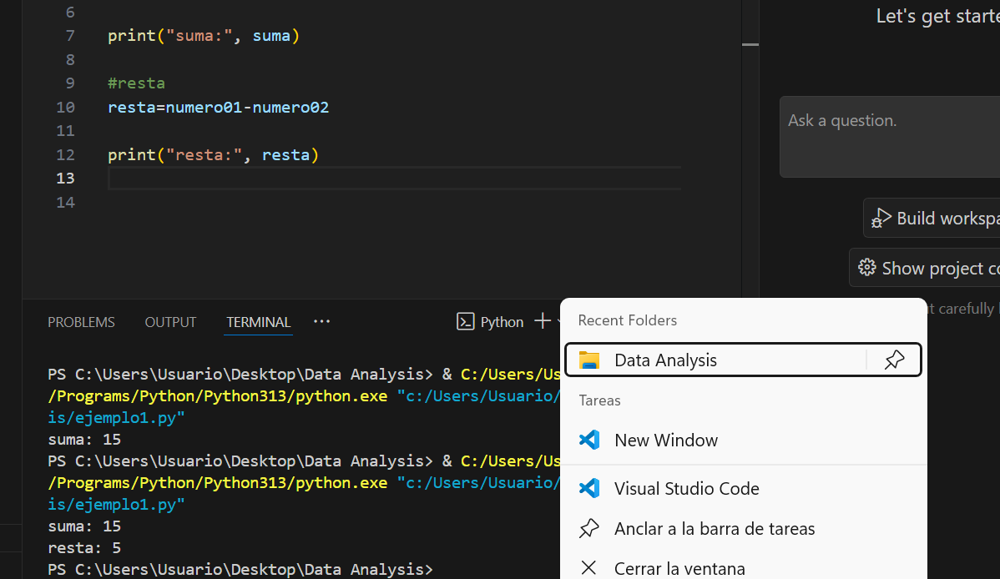 6
7 print("suma:", suma)
8
9 #resta
10 resta=numero01-numero02
11
12 print("resta:", resta)
13
14
Let's get
Ask a question.
Build
Show project
carefully
PROBLEMS OUTPUT TERMINAL ··· Python
PS C:\Users\Usuario\Desktop\Data Analysis> & C:/Users/
/Programs/Python/Python313/python.exe "c:/Users/Usuario/
is/ejemplo1.py"
suma: 15
PS C:\Users\Usuario\Desktop\Data Analysis> & C:/Users/
/Programs/Python/Python313/python.exe "c:/Users/Usuario/
is/ejemplo1.py"
suma: 15
resta: 5
PS C:\Users\Usuario\Desktop\Data Analysis>
Recent Folders
Data Analysis
Tareas
New Window
Visual Studio Code
Anclar a la barra de tareas
Cerrar la ventana